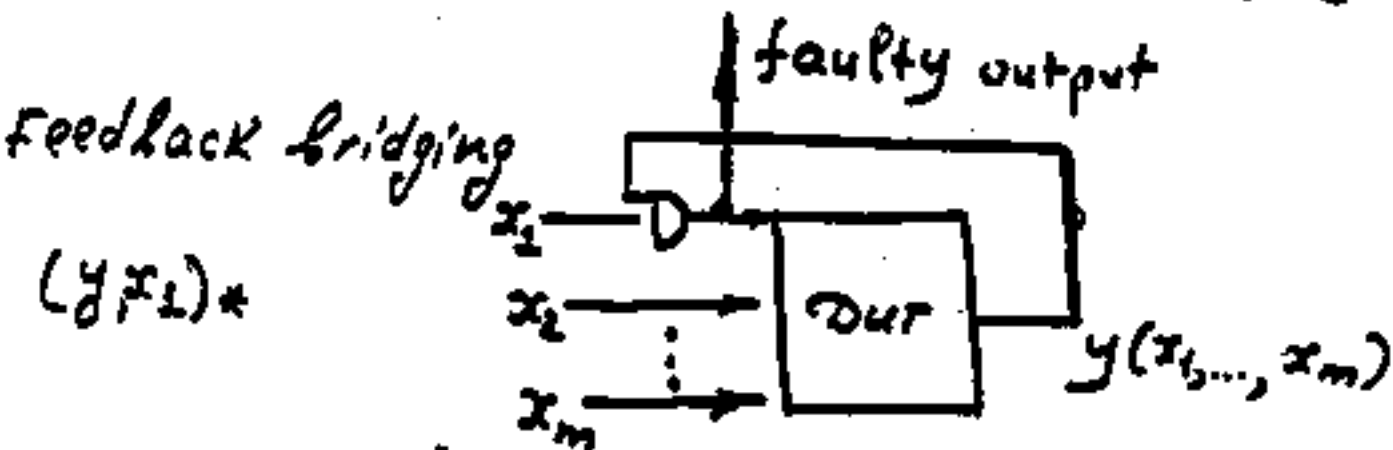 faulty output
Feedback bridging
x₁
(y, x₁)*
x₂
DUT
y(x₁,..., xₘ)
xₘ